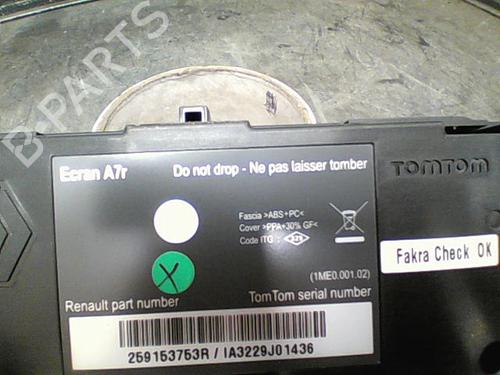 B-PARTS
Ecran A7r
Do not drop - Ne pas laisser tomber
TOMTOM
Fascia >ABS+PC<
Cover >PPA+30% GF<
Code ITG :
X
Fakra Check OK
(1ME0.001.02)
Renault part number
TomTom serial number
259153753R / IA3229J01436